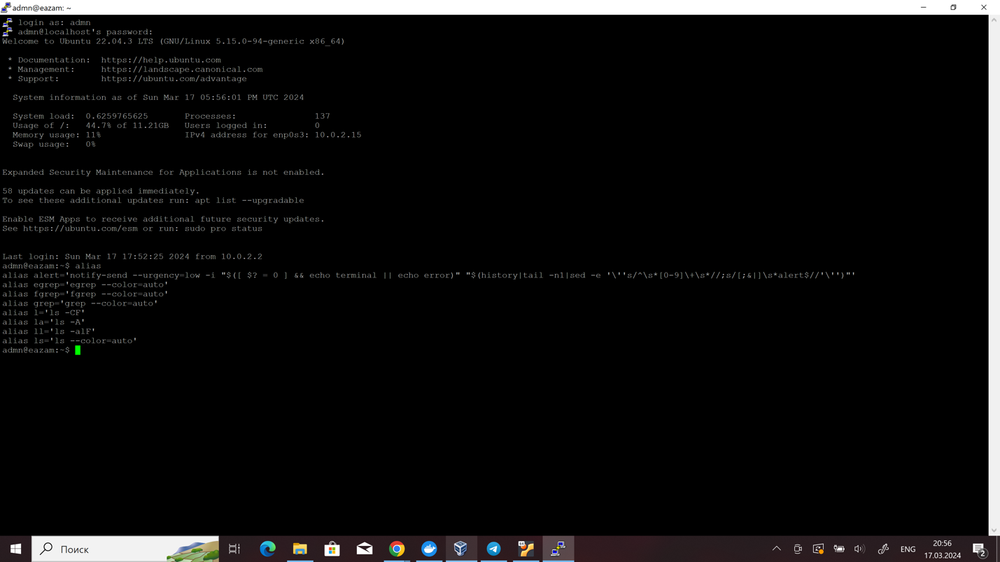 admn@eazam: ~
login as: admn
admn@localhost's password:
Welcome to Ubuntu 22.04.3 LTS (GNU/Linux 5.15.0-94-generic x86_64)
* Documentation:  https://help.ubuntu.com
* Management:     https://landscape.canonical.com
* Support:        https://ubuntu.com/advantage
System information as of Sun Mar 17 05:56:01 PM UTC 2024
System load:  0.6259765625       Processes:               137
Usage of /:   44.7% of 11.21GB   Users logged in:         0
Memory usage: 11%                IPv4 address for enp0s3: 10.0.2.15
Swap usage:   0%
Expanded Security Maintenance for Applications is not enabled.
58 updates can be applied immediately.
To see these additional updates run: apt list --upgradable
Enable ESM Apps to receive additional future security updates.
See https://ubuntu.com/esm or run: sudo pro status
Last login: Sun Mar 17 17:52:25 2024 from 10.0.2.2
admn@eazam:~$ alias
alias alert='notify-send --urgency=low -i "$([ $? = 0 ] && echo terminal || echo error)" "$(history|tail -n1|sed -e '\''s/^\s*[0-9]\+\s*//;s/[;&|]\s*alert$//'\'')"'
alias egrep='egrep --color=auto'
alias fgrep='fgrep --color=auto'
alias grep='grep --color=auto'
alias l='ls -CF'
alias la='ls -A'
alias ll='ls -alF'
alias ls='ls --color=auto'
admn@eazam:~$
Поиск
64
ENG
20:56
17.03.2024
2